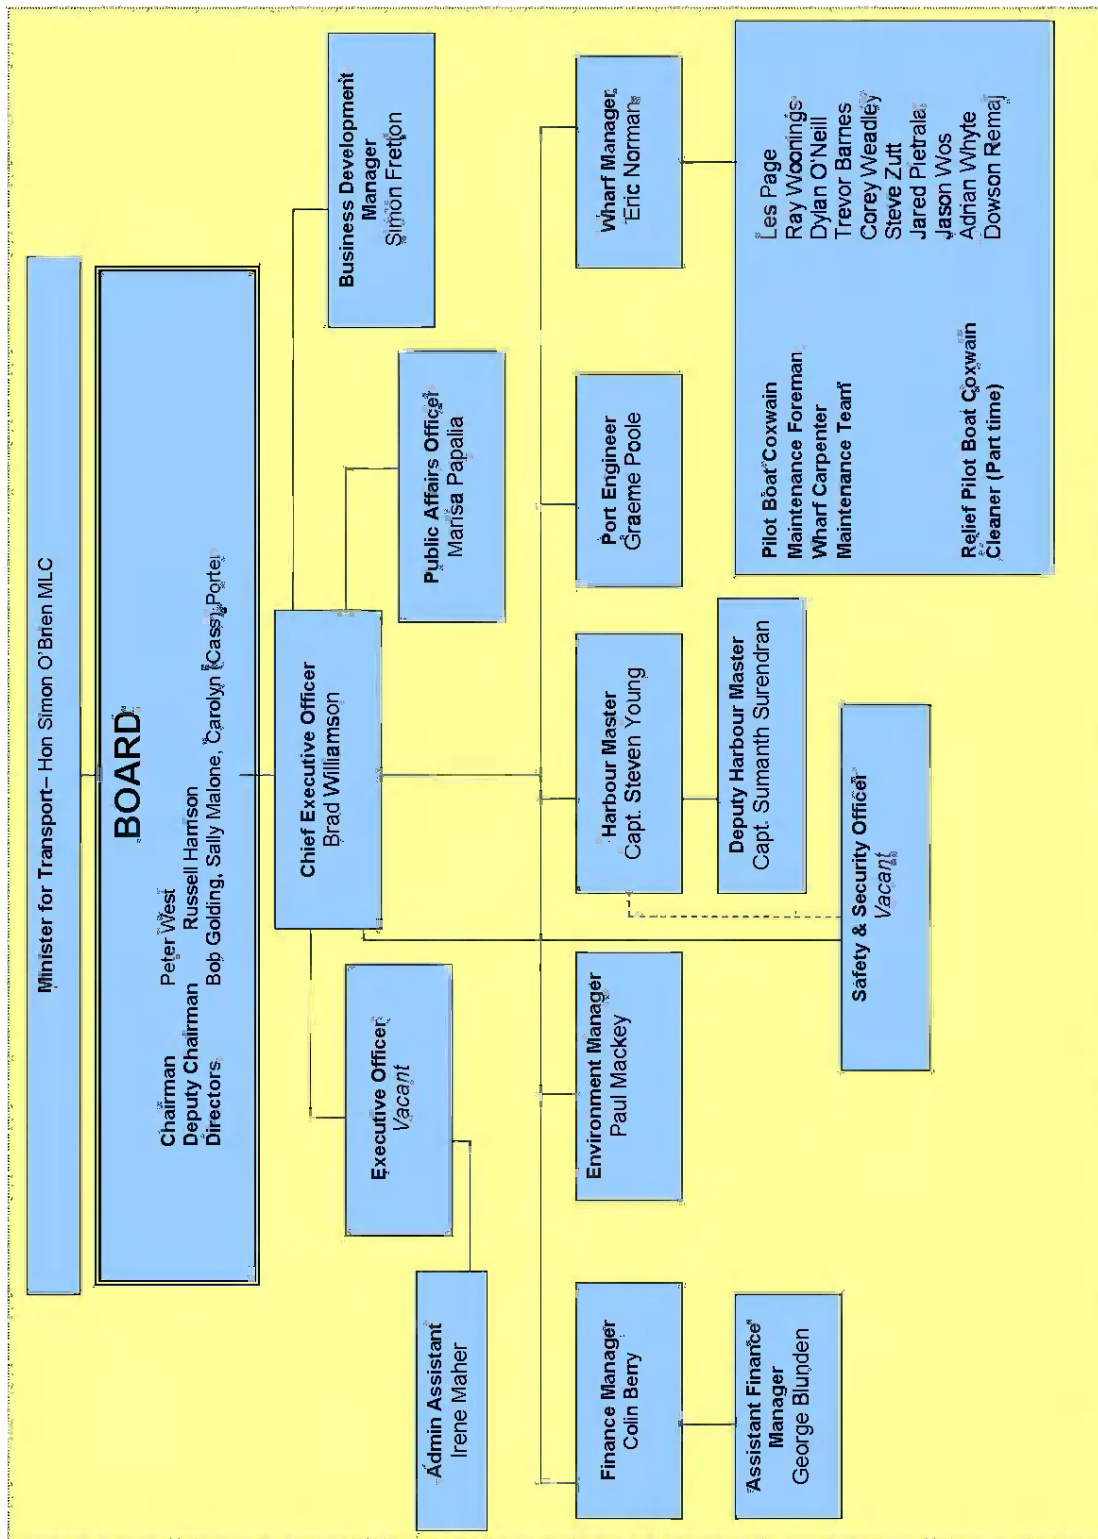 Minister for Transport– Hon Simon O'Brien MLC
BOARD
Chairman Peter West
Deputy Chairman Russell Harrison
Directors Bob Golding, Sally Malone, Carolyn (Cass) Porter
Chief Executive Officer
Brad Williamson
Business Development
Manager
Simon Fretton
Executive Officer
Vacant
Public Affairs Officer
Marisa Papalia
Admin Assistant
Irene Maher
Finance Manager
Colin Berry
Environment Manager
Paul Mackey
Harbour Master
Capt. Steven Young
Port Engineer
Graeme Poole
Wharf Manager
Eric Norman
Assistant Finance
Manager
George Blunden
Deputy Harbour Master
Capt. Sumanth Surendran
Safety & Security Officer
Vacant
Pilot Boat Coxwain Les Page
Maintenance Foreman Ray Woonings
Wharf Carpenter Dylan O'Neill
Maintenance Team Trevor Barnes
Corey Weadley
Steve Zutt
Jared Pietrala
Jason Wos
Relief Pilot Boat Coxwain Adrian Whyte
Cleaner (Part time) Dowson Remaj